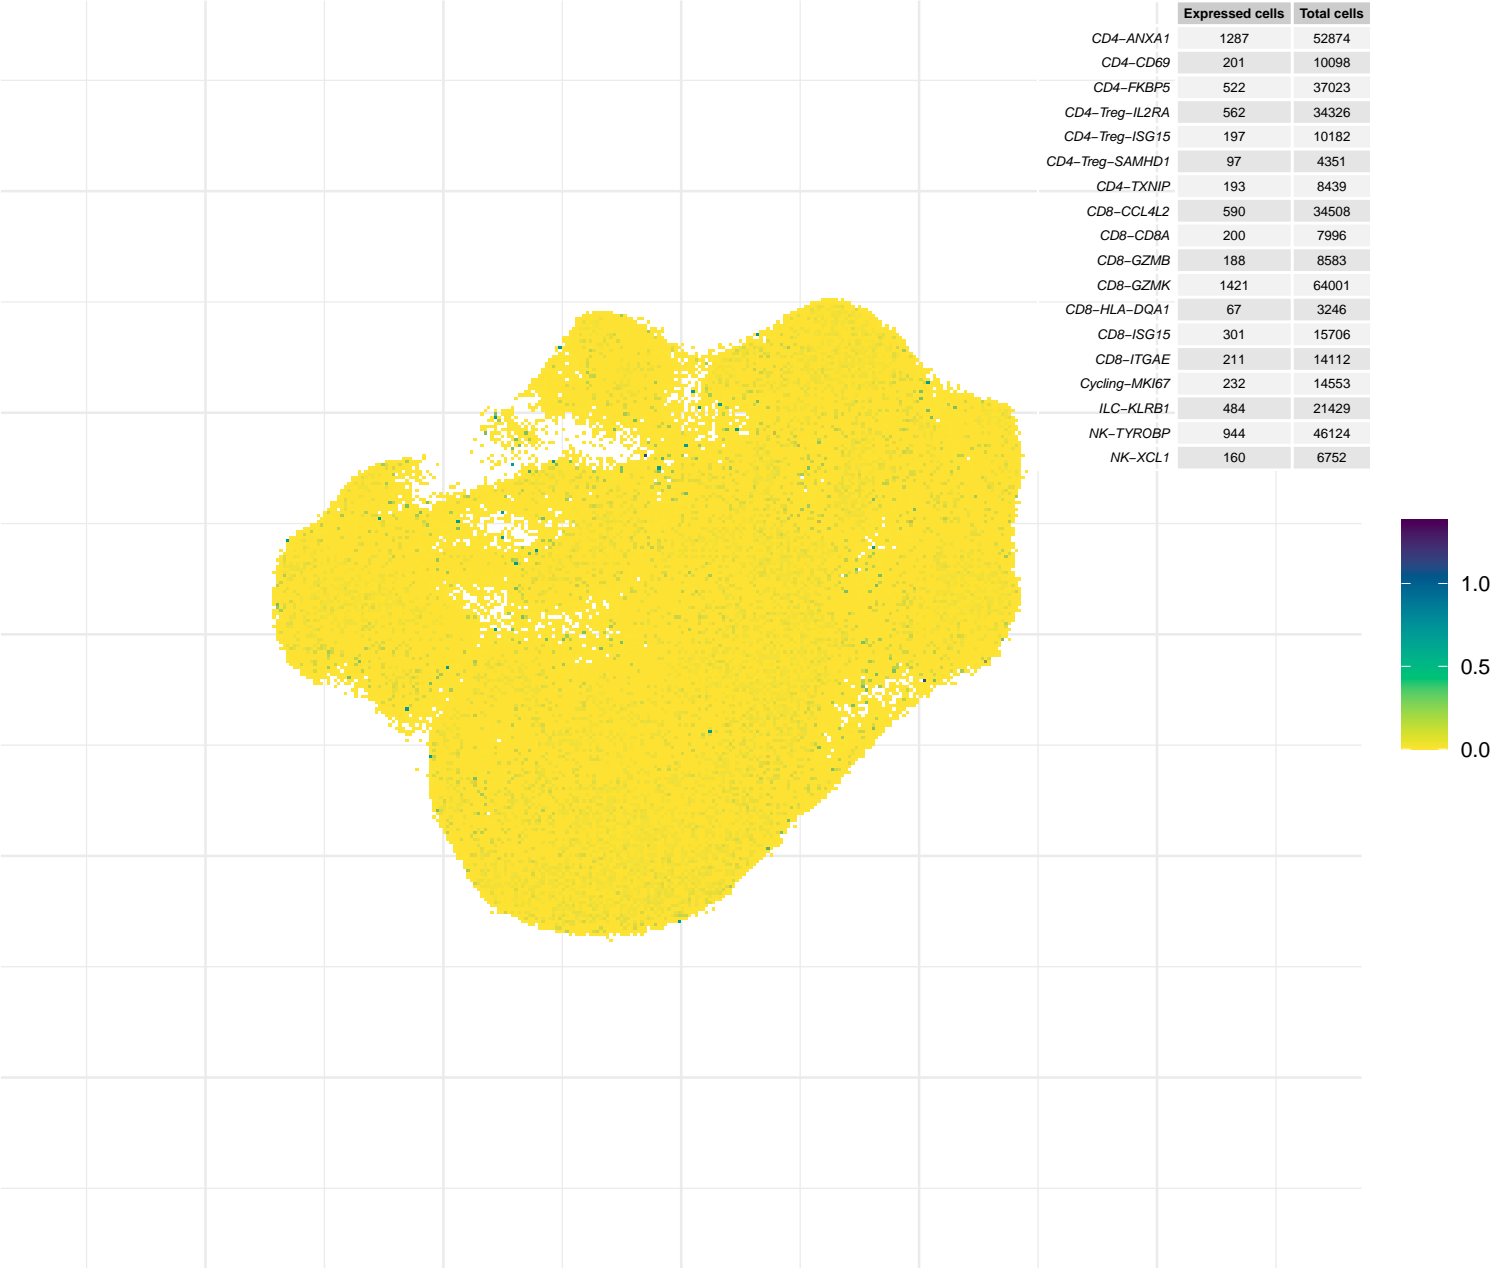 Expressed cells Total cells
CD4−ANXA1 1287 52874
CD4−CD69 201 10098
CD4−FKBP5 522 37023
CD4−Treg−IL2RA 562 34326
CD4−Treg−ISG15 197 10182
CD4−Treg−SAMHD1 97 4351
CD4−TXNIP 193 8439
CD8−CCL4L2 590 34508
CD8−CD8A 200 7996
CD8−GZMB 188 8583
CD8−GZMK 1421 64001
CD8−HLA−DQA1 67 3246
CD8−ISG15 301 15706
CD8−ITGAE 211 14112
Cycling−MKI67 232 14553
ILC−KLRB1 484 21429
NK−TYROBP 944 46124
NK−XCL1 160 6752
1.0
0.5
0.0